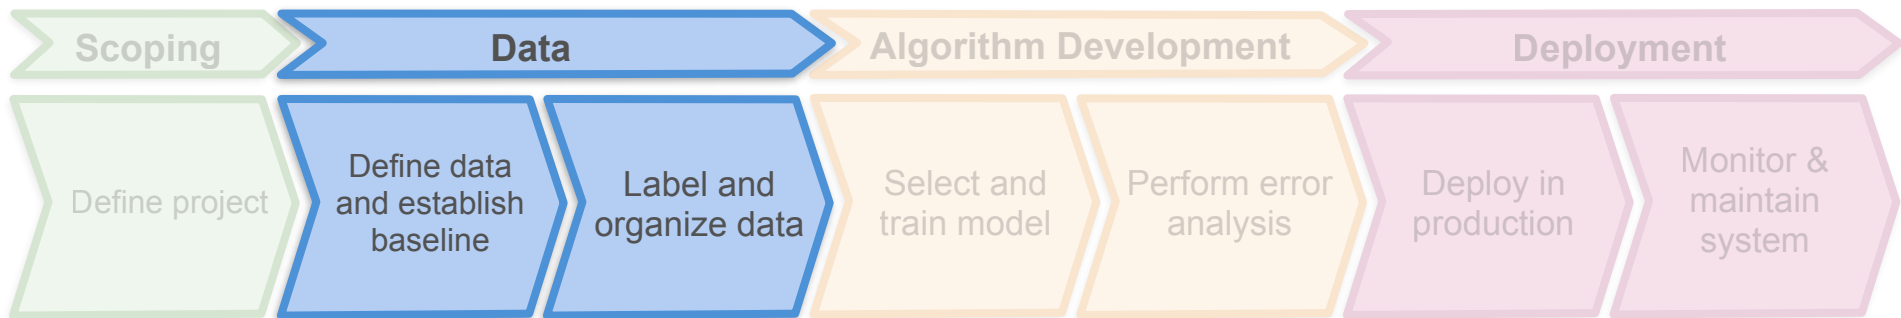 Scoping
Data
Algorithm Development
Deployment
Define project
Define data
and establish
baseline
Label and
organize data
Select and
train model
Perform error
analysis
Deploy in
production
Monitor &
maintain
system